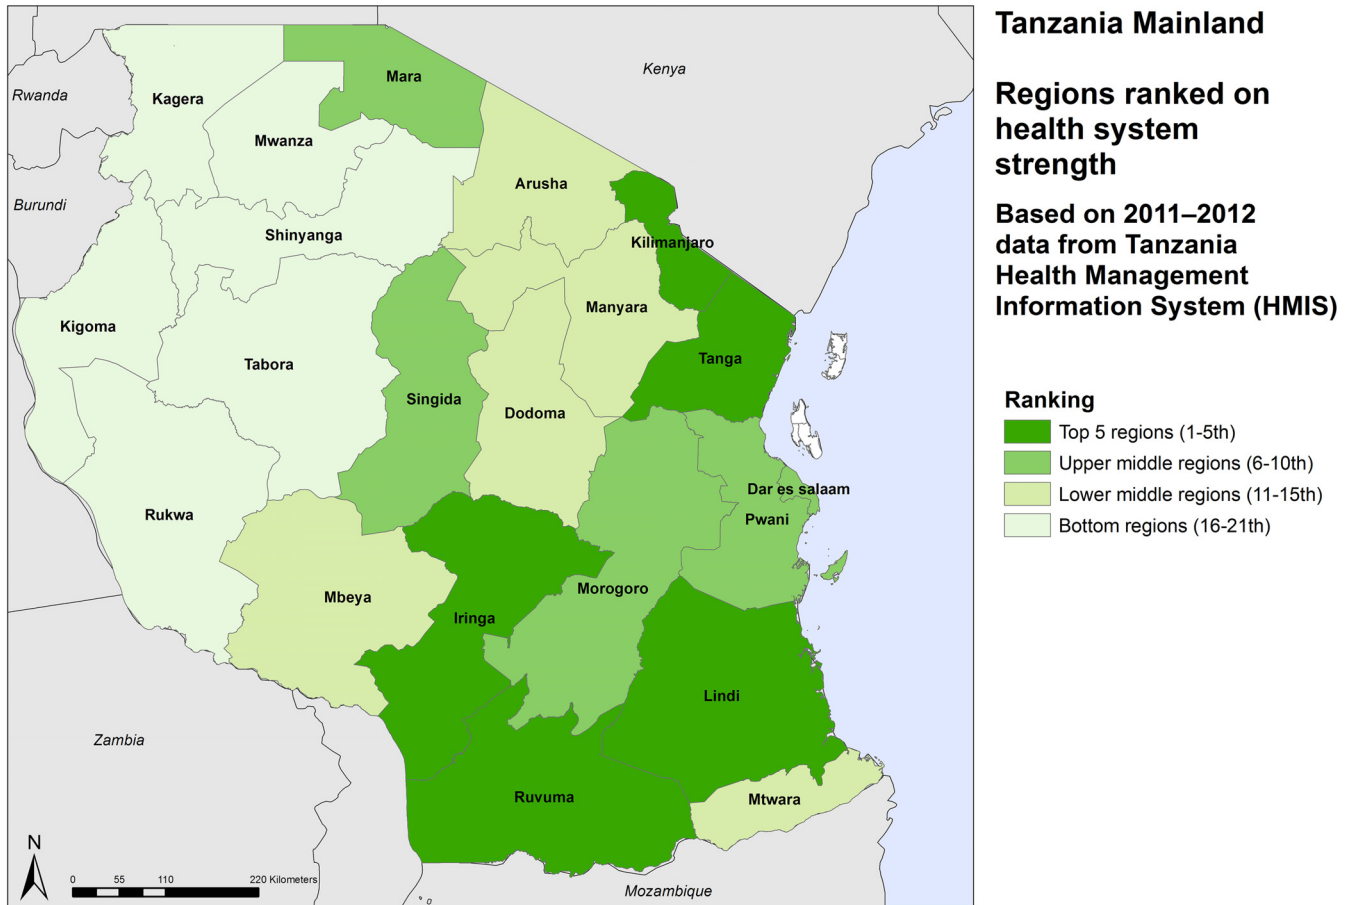 Tanzania Mainland
Regions ranked on
health system
strength
Based on 2011–2012
data from Tanzania
Health Management
Information System (HMIS)
Ranking
Top 5 regions (1-5th)
Upper middle regions (6-10th)
Lower middle regions (11-15th)
Bottom regions (16-21th)
Kenya
Mara
Rwanda
Kagera
Mwanza
Arusha
Burundi
Shinyanga
Kilimanjaro
Manyara
Kigoma
Tanga
Tabora
Singida
Dodoma
Dar es salaam
Rukwa
Pwani
Morogoro
Mbeya
Iringa
Lindi
Zambia
Ruvuma
Mtwara
N
0 55 110 220 Kilometers
Mozambique